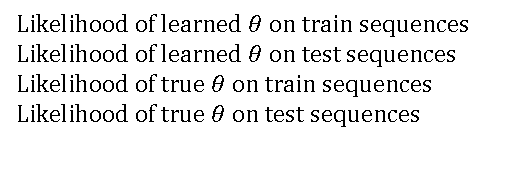 Likelihood of learned θ on train sequences
Likelihood of learned θ on test sequences
Likelihood of true θ on train sequences
Likelihood of true θ on test sequences